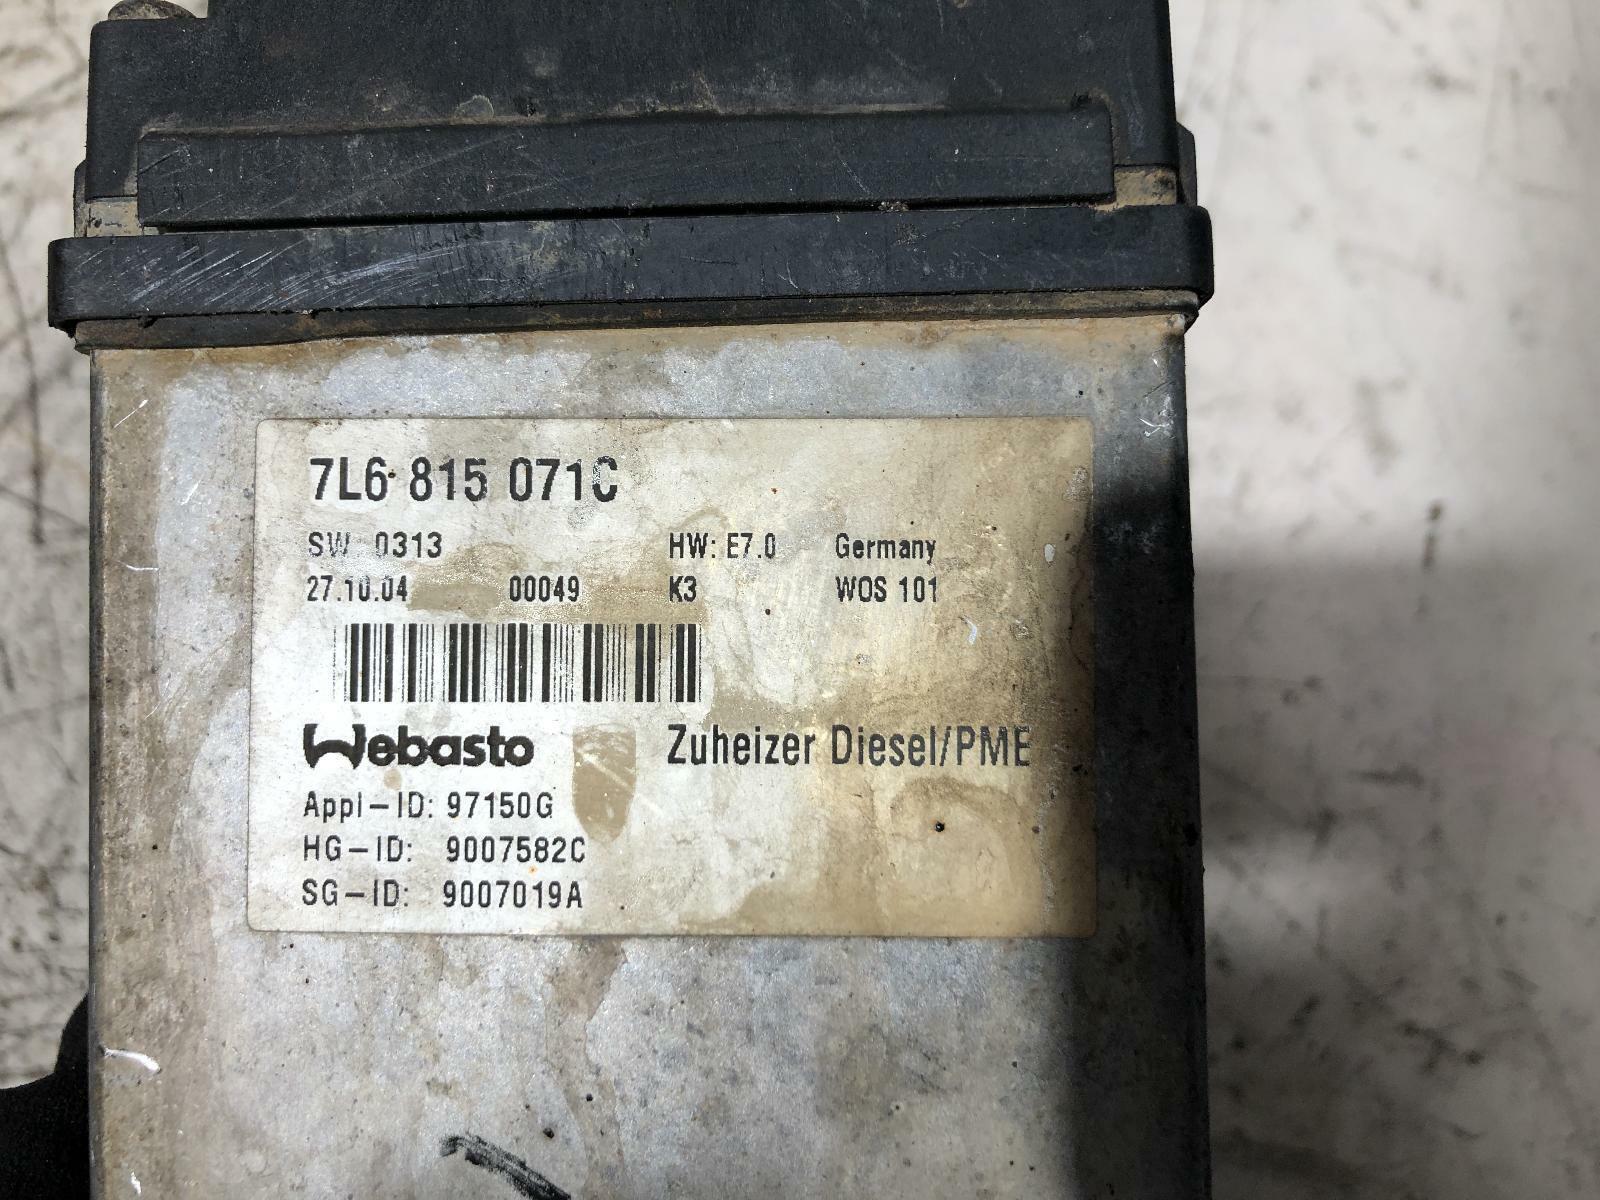 7L6 815 071C
SW: 0313 HW: E7.0 Germany
27.10.04 00049 K3 WOS 101
Webasto Zuheizer Diesel/PME
Appl-ID: 97150G
HG-ID: 9007582C
SG-ID: 9007019A